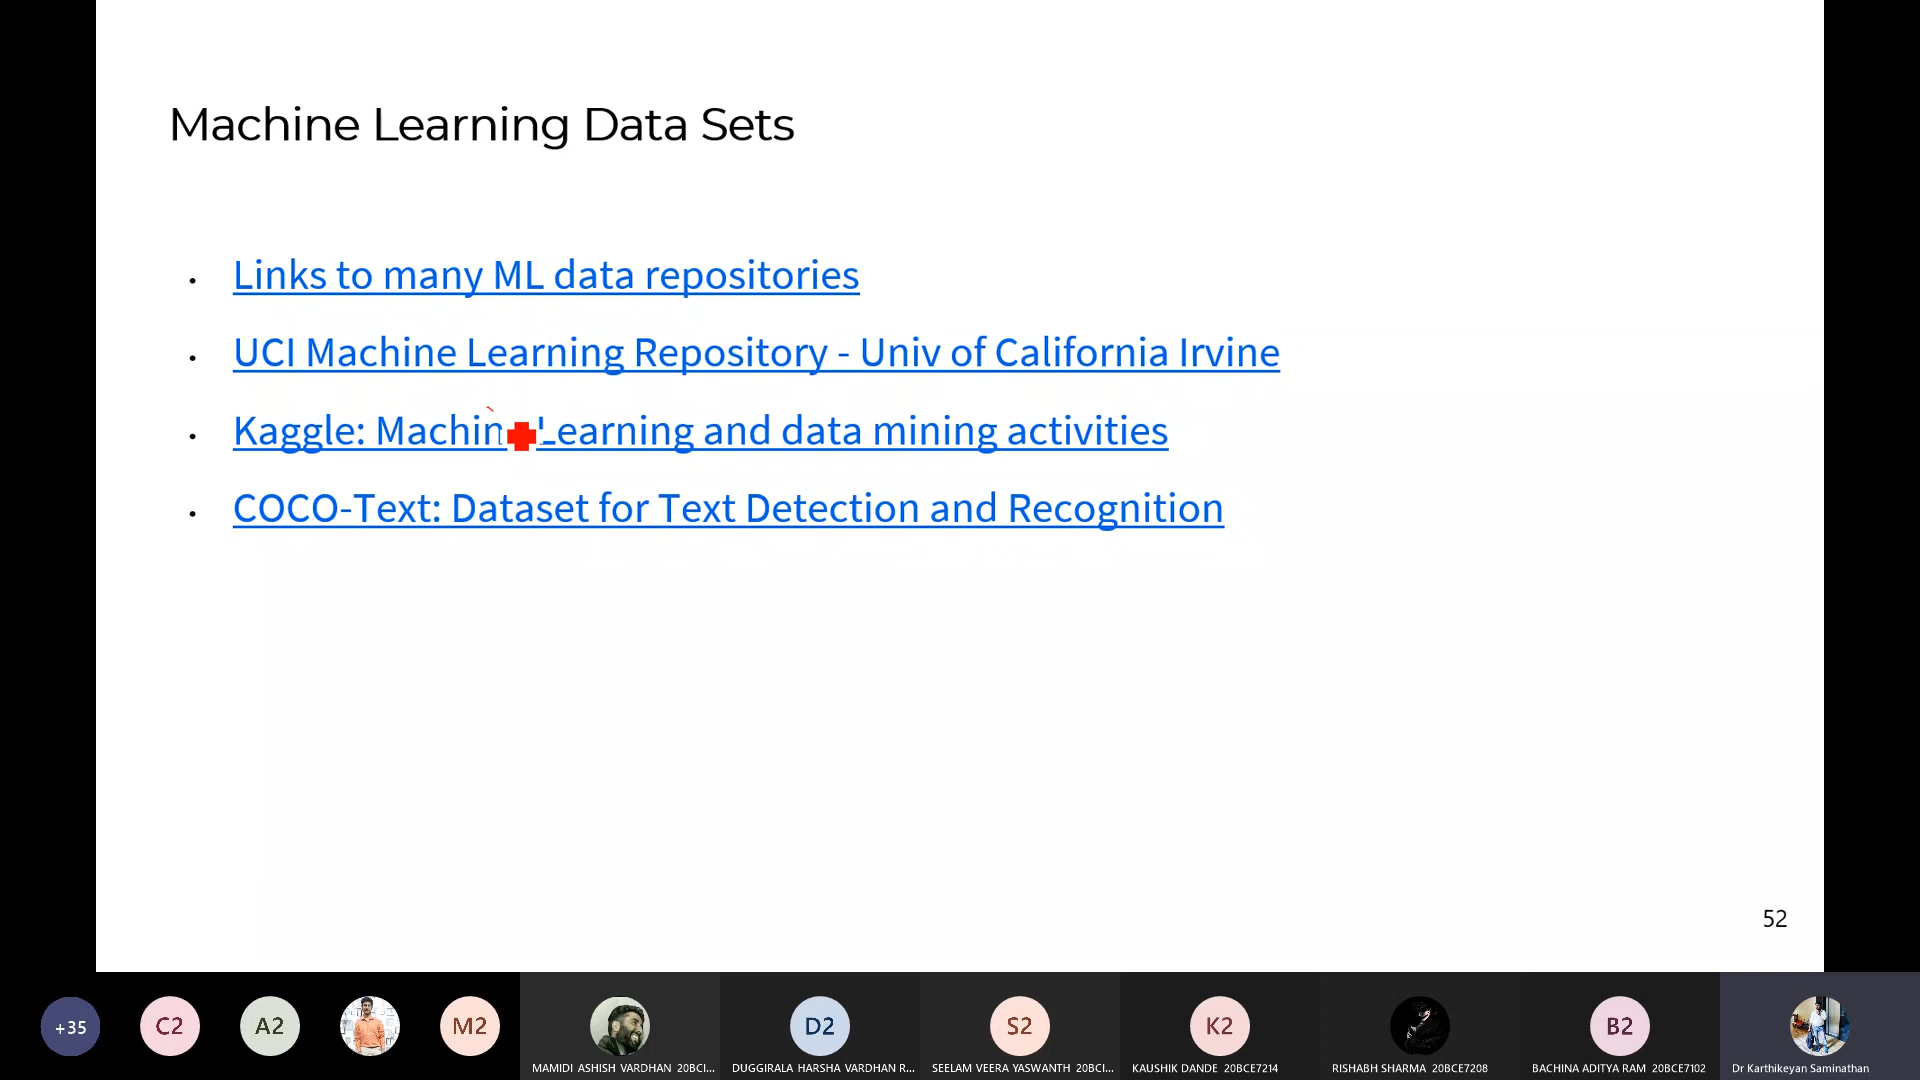 Machine Learning Data Sets
• Links to many ML data repositories
• UCI Machine Learning Repository - Univ of California Irvine
• Kaggle: Machin Learning and data mining activities
• COCO-Text: Dataset for Text Detection and Recognition
52
+35 C2 A2 M2 D2 S2 K2 B2
MAMIDI ASHISH VARDHAN 20BCI... DUGGIRALA HARSHA VARDHAN R... SEELAM VEERA YASWANTH 20BCI... KAUSHIK DANDE 20BCE7214 RISHABH SHARMA 20BCE7208 BACHINA ADITYA RAM 20BCE7102 Dr Karthikeyan Saminathan